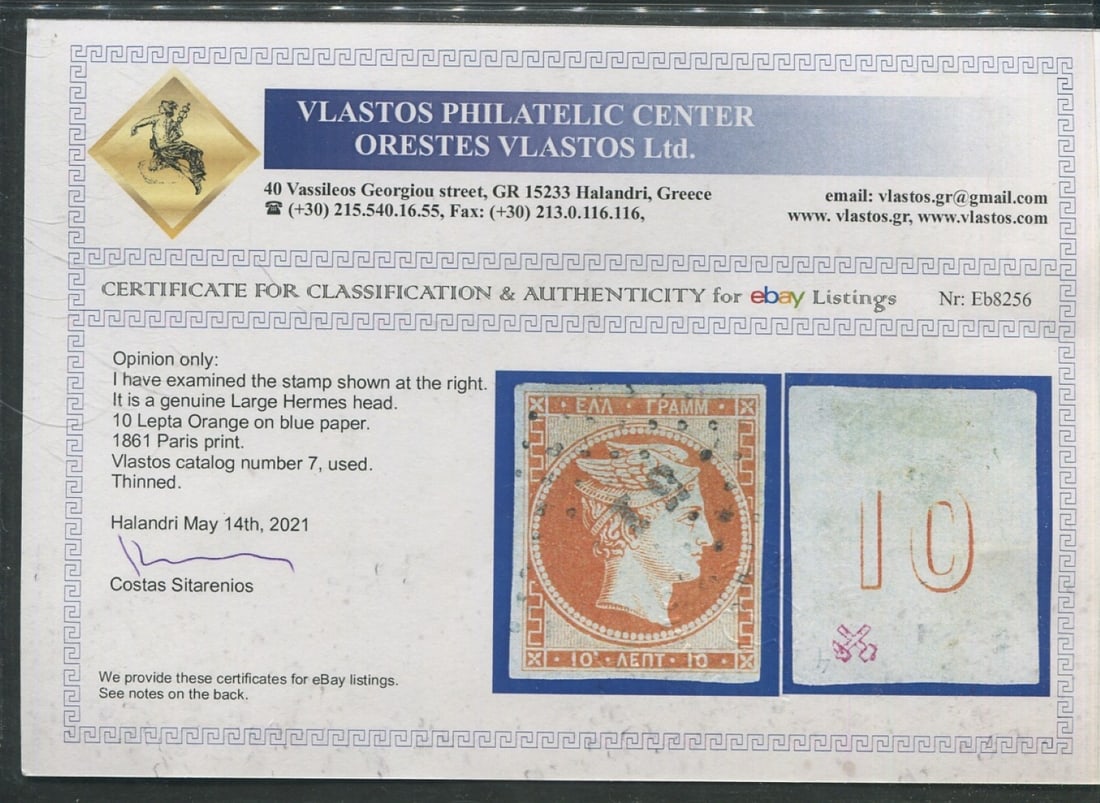 VLASTOS PHILATELIC CENTER
ORESTES VLASTOS Ltd.
40 Vassileos Georgiou street, GR 15233 Halandri, Greece
☎ (+30) 215.540.16.55, Fax: (+30) 213.0.116.116,
email: vlastos.gr@gmail.com
www. vlastos.gr, www.vlastos.com
CERTIFICATE FOR CLASSIFICATION & AUTHENTICITY for ebay Listings Nr: Eb8256
Opinion only:
I have examined the stamp shown at the right.
It is a genuine Large Hermes head.
10 Lepta Orange on blue paper.
1861 Paris print.
Vlastos catalog number 7, used.
Thinned.
Halandri May 14th, 2021
Costas Sitarenios
We provide these certificates for eBay listings.
See notes on the back.
ΕΛΛ · ΓΡΑΜΜ
10 · ΛΕΠΤ · 10
10